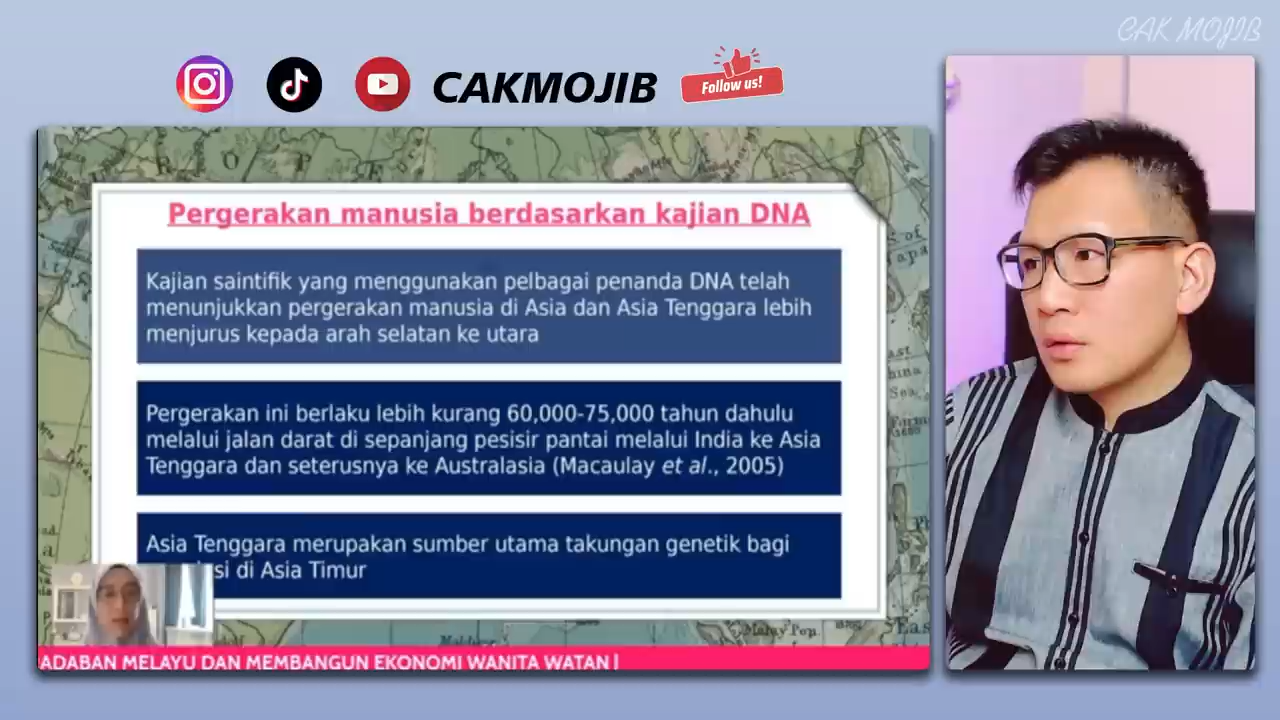 CAK MOJIB
CAKMOJIB
Follow us!
Pergerakan manusia berdasarkan kajian DNA
Kajian saintifik yang menggunakan pelbagai penanda DNA telah
menunjukkan pergerakan manusia di Asia dan Asia Tenggara lebih
menjurus kepada arah selatan ke utara
Pergerakan ini berlaku lebih kurang 60,000-75,000 tahun dahulu
melalui jalan darat di sepanjang pesisir pantai melalui India ke Asia
Tenggara dan seterusnya ke Australasia (Macaulay et al., 2005)
Asia Tenggara merupakan sumber utama takungan genetik bagi
si di Asia Timur
ADABAN MELAYU DAN MEMBANGUN EKONOMI WANITA WATAN |